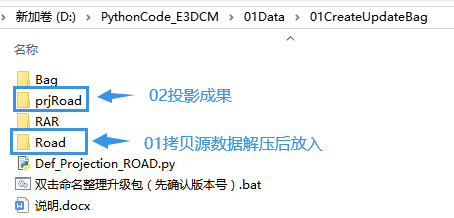 新加卷 (D:) > PythonCode_E3DCM > 01Data > 01CreateUpdateBag
名称
Bag
prjRoad 02投影成果
RAR
Road 01拷贝源数据解压后放入
Def_Projection_ROAD.py
双击命名整理升级包（先确认版本号）.bat
说明.docx